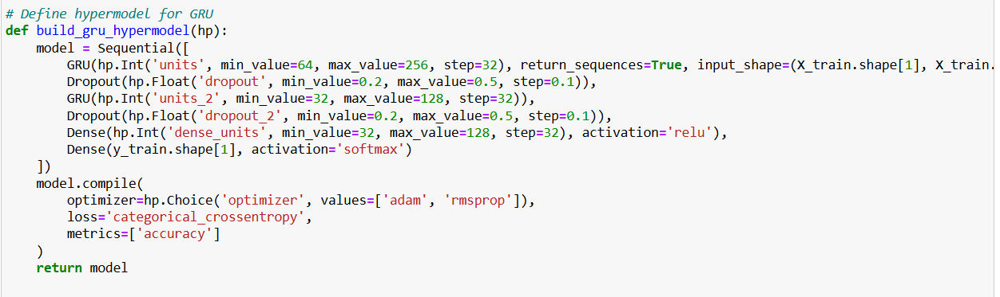 # Define hypermodel for GRU
def build_gru_hypermodel(hp):
    model = Sequential([
        GRU(hp.Int('units', min_value=64, max_value=256, step=32), return_sequences=True, input_shape=(X_train.shape[1], X_train.
        Dropout(hp.Float('dropout', min_value=0.2, max_value=0.5, step=0.1)),
        GRU(hp.Int('units_2', min_value=32, max_value=128, step=32)),
        Dropout(hp.Float('dropout_2', min_value=0.2, max_value=0.5, step=0.1)),
        Dense(hp.Int('dense_units', min_value=32, max_value=128, step=32), activation='relu'),
        Dense(y_train.shape[1], activation='softmax')
    ])
    model.compile(
        optimizer=hp.Choice('optimizer', values=['adam', 'rmsprop']),
        loss='categorical_crossentropy',
        metrics=['accuracy']
    )
    return model